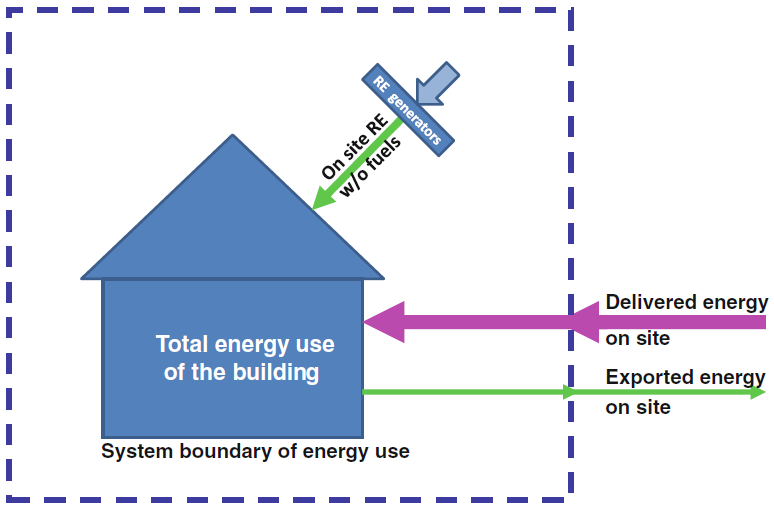 RE generators
On site RE
w/o fuels
Total energy use
of the building
Delivered energy
on site
Exported energy
on site
System boundary of energy use